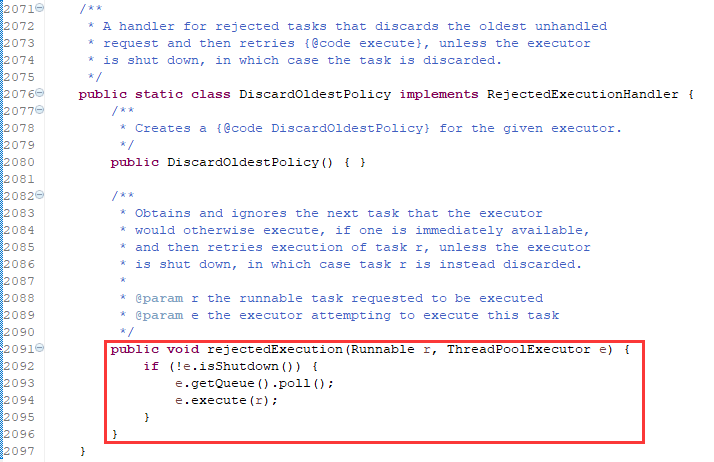 2071 /**
2072 * A handler for rejected tasks that discards the oldest unhandled
2073 * request and then retries {@code execute}, unless the executor
2074 * is shut down, in which case the task is discarded.
2075 */
2076 public static class DiscardOldestPolicy implements RejectedExecutionHandler {
2077 /**
2078 * Creates a {@code DiscardOldestPolicy} for the given executor.
2079 */
2080 public DiscardOldestPolicy() { }
2081
2082 /**
2083 * Obtains and ignores the next task that the executor
2084 * would otherwise execute, if one is immediately available,
2085 * and then retries execution of task r, unless the executor
2086 * is shut down, in which case task r is instead discarded.
2087 *
2088 * @param r the runnable task requested to be executed
2089 * @param e the executor attempting to execute this task
2090 */
2091 public void rejectedExecution(Runnable r, ThreadPoolExecutor e) {
2092 if (!e.isShutdown()) {
2093 e.getQueue().poll();
2094 e.execute(r);
2095 }
2096 }
2097 }